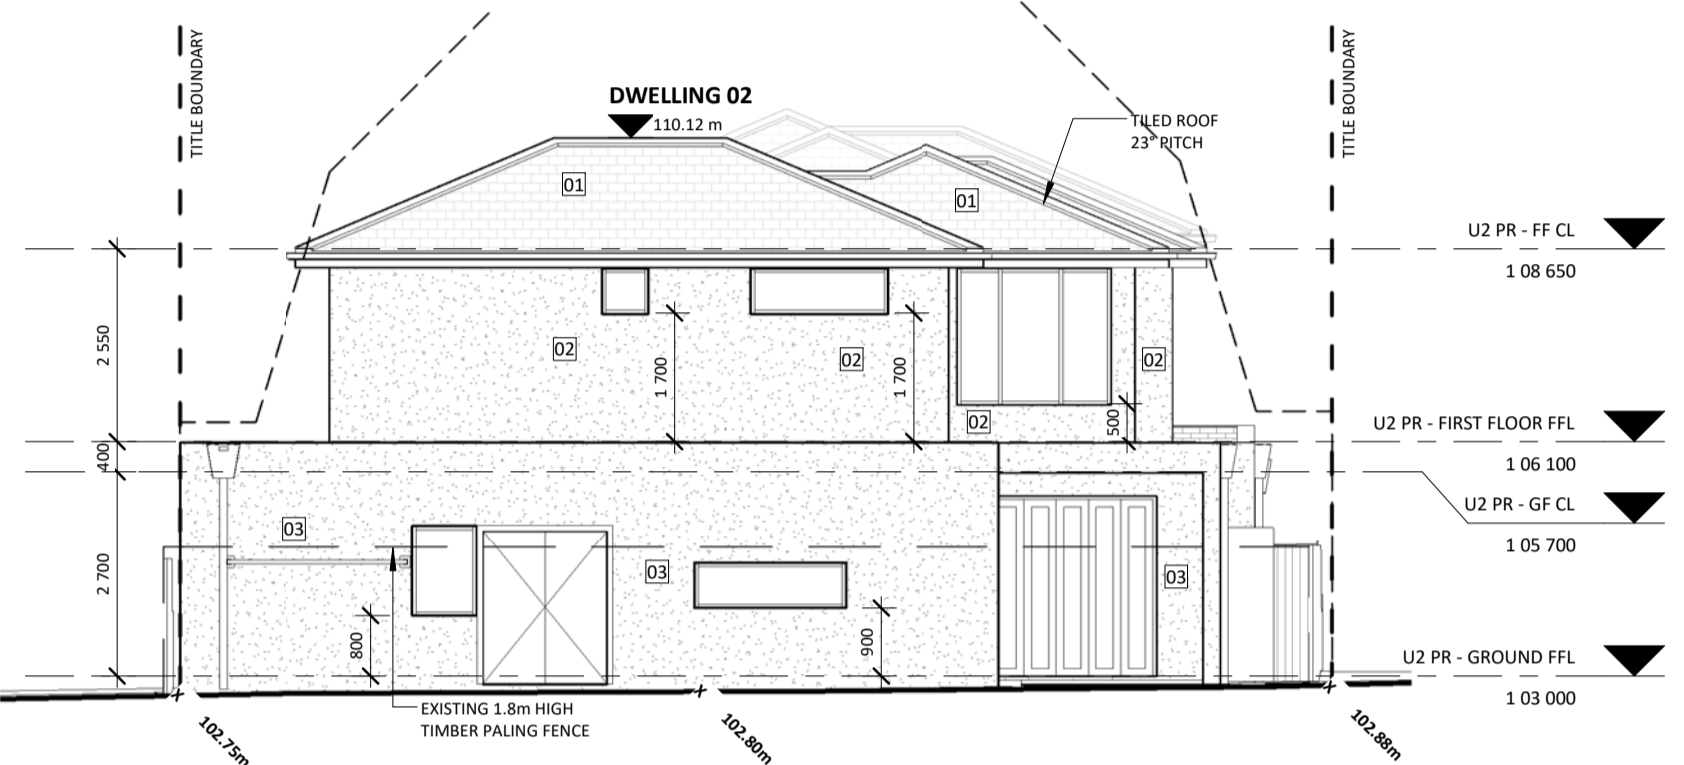 TITLE BOUNDARY
DWELLING 02
110.12 m
TILED ROOF
23° PITCH
TITLE BOUNDARY
01
01
U2 PR - FF CL
1 08 650
2 550
02
1 700
02
1 700
02
02
500
U2 PR - FIRST FLOOR FFL
1 06 100
400
U2 PR - GF CL
1 05 700
03
2 700
03
03
800
900
U2 PR - GROUND FFL
1 03 000
EXISTING 1.8m HIGH
TIMBER PALING FENCE
102.75m
102.80m
102.88m